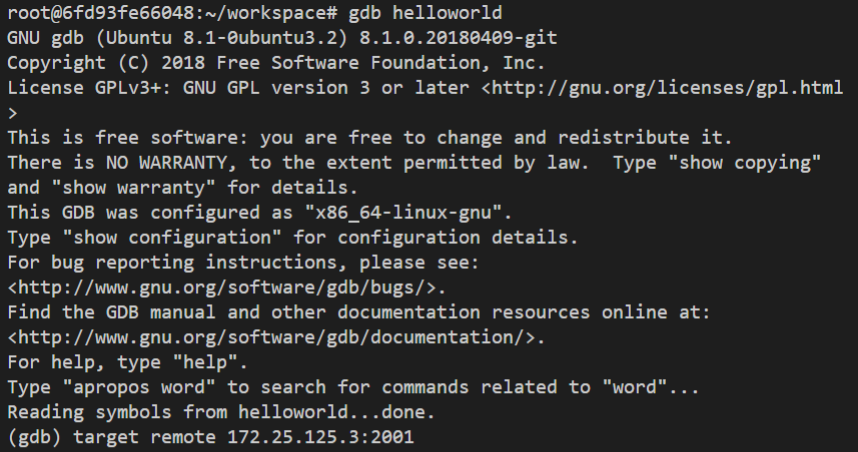 root@6fd93fe66048:~/workspace# gdb helloworld
GNU gdb (Ubuntu 8.1-0ubuntu3.2) 8.1.0.20180409-git
Copyright (C) 2018 Free Software Foundation, Inc.
License GPLv3+: GNU GPL version 3 or later <http://gnu.org/licenses/gpl.html
>
This is free software: you are free to change and redistribute it.
There is NO WARRANTY, to the extent permitted by law.  Type "show copying"
and "show warranty" for details.
This GDB was configured as "x86_64-linux-gnu".
Type "show configuration" for configuration details.
For bug reporting instructions, please see:
<http://www.gnu.org/software/gdb/bugs/>.
Find the GDB manual and other documentation resources online at:
<http://www.gnu.org/software/gdb/documentation/>.
For help, type "help".
Type "apropos word" to search for commands related to "word"...
Reading symbols from helloworld...done.
(gdb) target remote 172.25.125.3:2001